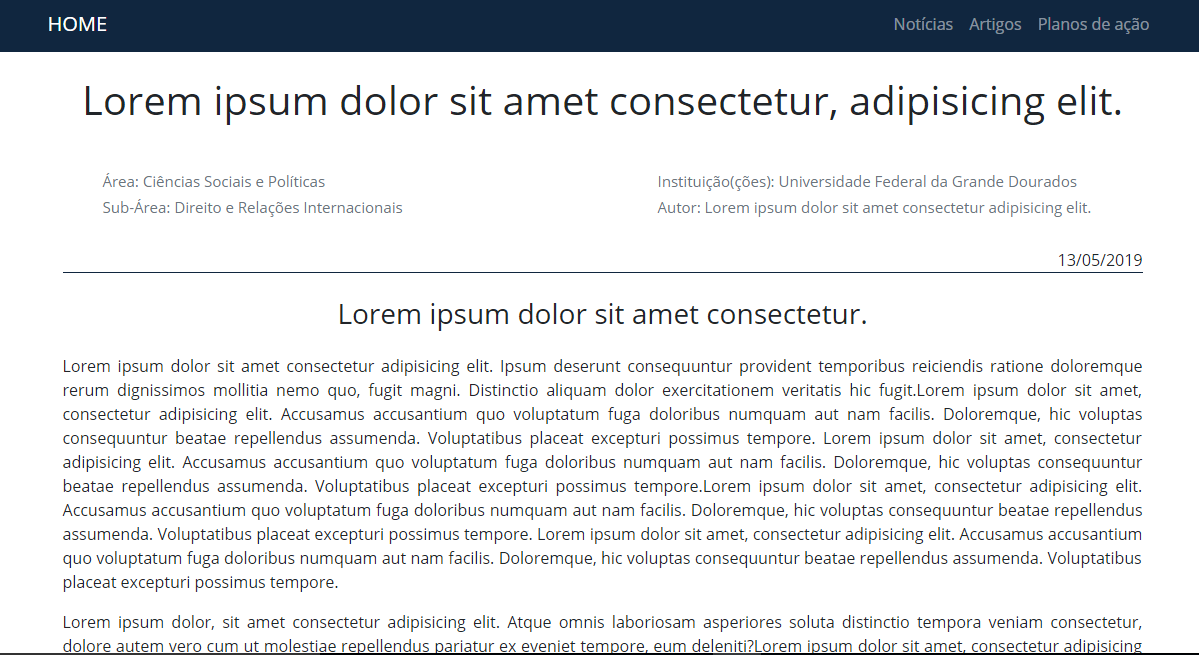 HOME
Notícias Artigos Planos de ação
Lorem ipsum dolor sit amet consectetur, adipisicing elit.
Área: Ciências Sociais e Políticas
Sub-Área: Direito e Relações Internacionais
Instituição(ções): Universidade Federal da Grande Dourados
Autor: Lorem ipsum dolor sit amet consectetur adipisicing elit.
13/05/2019
Lorem ipsum dolor sit amet consectetur.
Lorem ipsum dolor sit amet consectetur adipisicing elit. Ipsum deserunt consequuntur provident temporibus reiciendis ratione doloremque
rerum dignissimos mollitia nemo quo, fugit magni. Distinctio aliquam dolor exercitationem veritatis hic fugit.Lorem ipsum dolor sit amet,
consectetur adipisicing elit. Accusamus accusantium quo voluptatum fuga doloribus numquam aut nam facilis. Doloremque, hic voluptas
consequuntur beatae repellendus assumenda. Voluptatibus placeat excepturi possimus tempore. Lorem ipsum dolor sit amet, consectetur
adipisicing elit. Accusamus accusantium quo voluptatum fuga doloribus numquam aut nam facilis. Doloremque, hic voluptas consequuntur
beatae repellendus assumenda. Voluptatibus placeat excepturi possimus tempore.Lorem ipsum dolor sit amet, consectetur adipisicing elit.
Accusamus accusantium quo voluptatum fuga doloribus numquam aut nam facilis. Doloremque, hic voluptas consequuntur beatae repellendus
assumenda. Voluptatibus placeat excepturi possimus tempore. Lorem ipsum dolor sit amet, consectetur adipisicing elit. Accusamus accusantium
quo voluptatum fuga doloribus numquam aut nam facilis. Doloremque, hic voluptas consequuntur beatae repellendus assumenda. Voluptatibus
placeat excepturi possimus tempore.
Lorem ipsum dolor, sit amet consectetur adipisicing elit. Atque omnis laboriosam asperiores soluta distinctio tempora veniam consectetur,
dolore autem vero cum ut molestiae repellendus pariatur ex eveniet tempore, eum deleniti?Lorem ipsum dolor sit amet, consectetur adipisicing